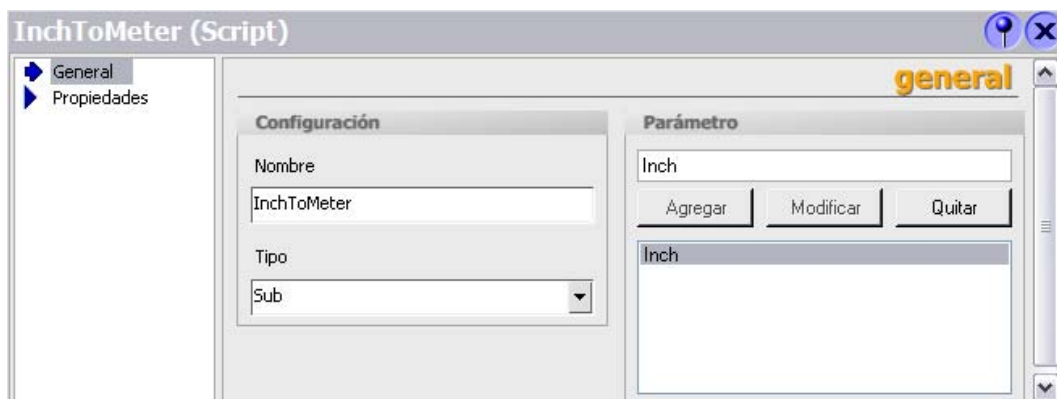 InchToMeter (Script)
General
Propiedades
general
Configuración
Nombre
InchToMeter
Tipo
Sub
Parámetro
Inch
Agregar Modificar Quitar
Inch